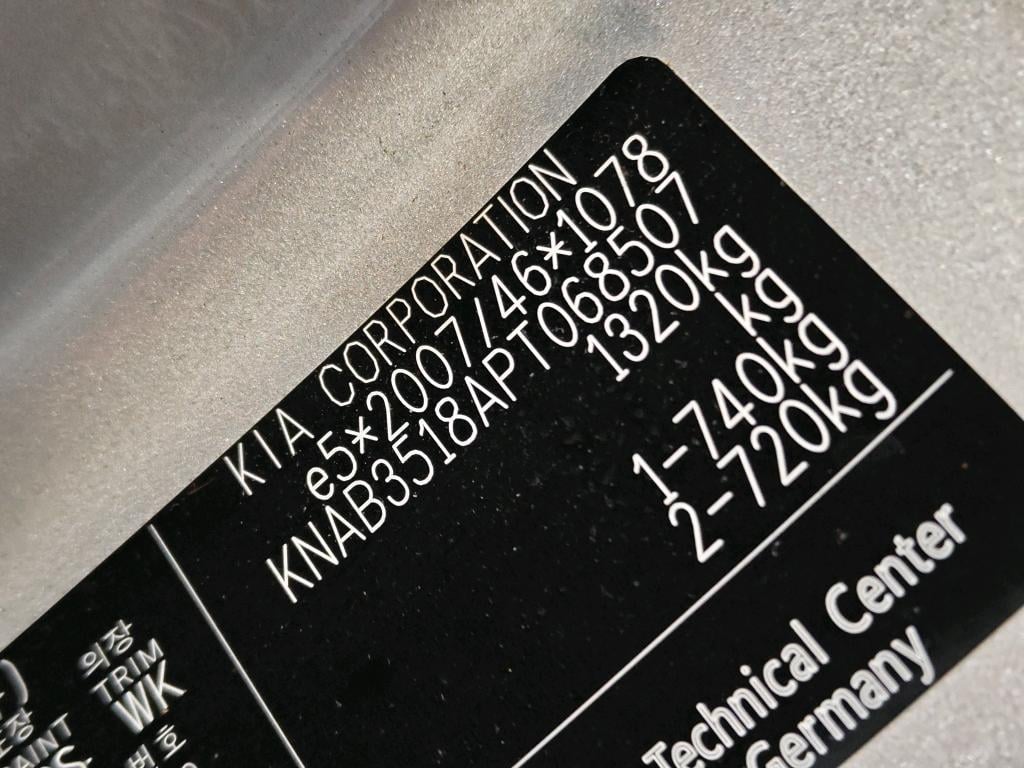 KIA CORPORATION
e5*2007/46*1078
KNAB3518APT068507
1320kg
kg
1-740kg
2-720kg
Technical Center
Germany
의장
TRIM
WK